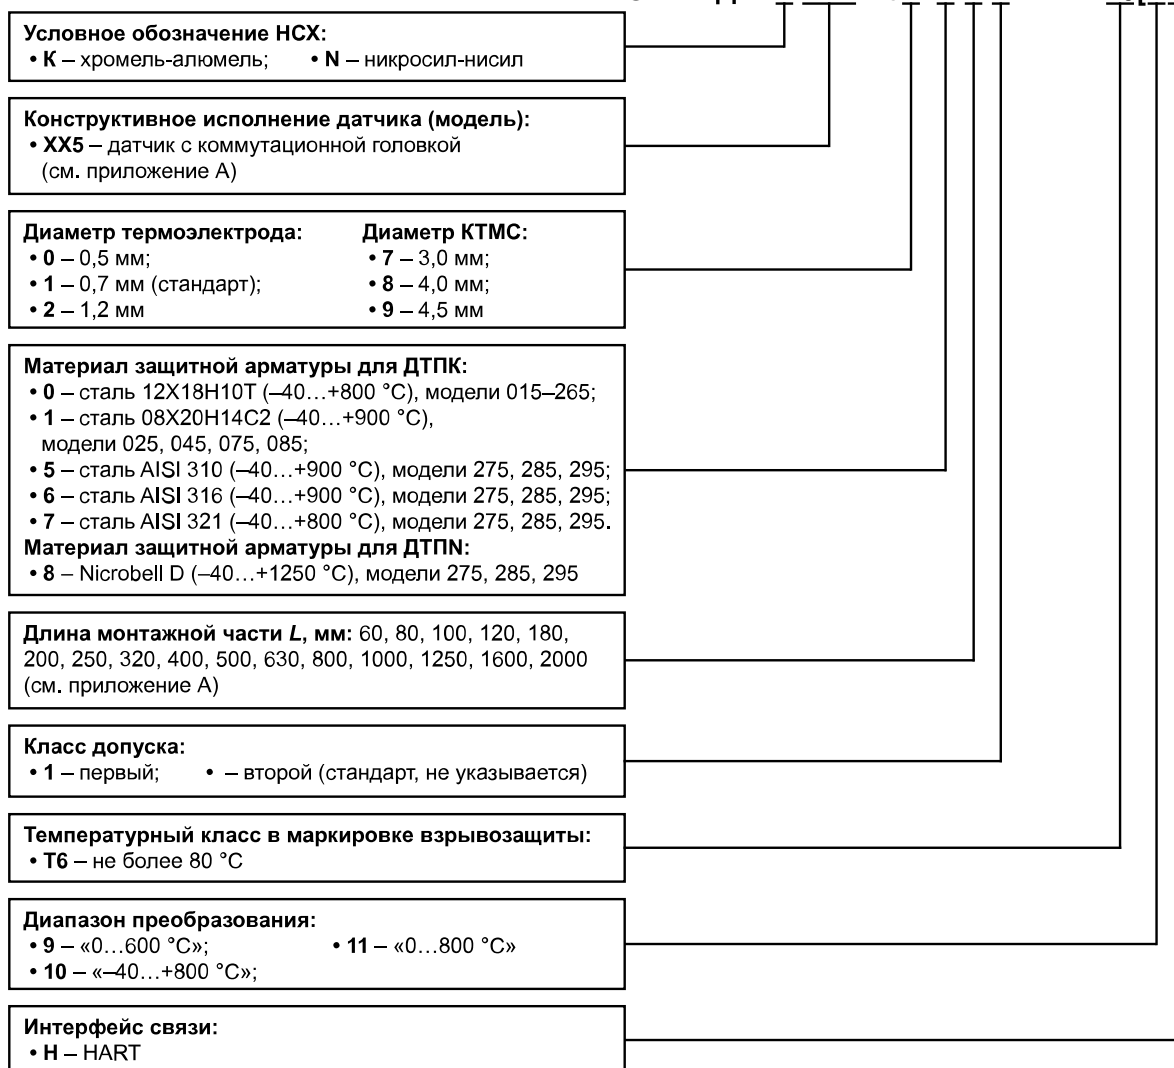 Условное обозначение НСХ:
• К – хромель-алюмель; • N – никросил-нисил
Конструктивное исполнение датчика (модель):
• ХХ5 – датчик с коммутационной головкой
(см. приложение А)
Диаметр термоэлектрода: Диаметр КТМС:
• 0 – 0,5 мм; • 7 – 3,0 мм;
• 1 – 0,7 мм (стандарт); • 8 – 4,0 мм;
• 2 – 1,2 мм • 9 – 4,5 мм
Материал защитной арматуры для ДТПК:
• 0 – сталь 12Х18Н10Т (–40…+800 °С), модели 015–265;
• 1 – сталь 08Х20Н14С2 (–40…+900 °С),
модели 025, 045, 075, 085;
• 5 – сталь AISI 310 (–40…+900 °С), модели 275, 285, 295;
• 6 – сталь AISI 316 (–40…+900 °С), модели 275, 285, 295;
• 7 – сталь AISI 321 (–40…+800 °С), модели 275, 285, 295.
Материал защитной арматуры для ДТПN:
• 8 – Nicrobell D (–40…+1250 °С), модели 275, 285, 295
Длина монтажной части L, мм: 60, 80, 100, 120, 180,
200, 250, 320, 400, 500, 630, 800, 1000, 1250, 1600, 2000
(см. приложение А)
Класс допуска:
• 1 – первый; • – второй (стандарт, не указывается)
Температурный класс в маркировке взрывозащиты:
• Т6 – не более 80 °С
Диапазон преобразования:
• 9 – «0…600 °С»; • 11 – «0…800 °С»
• 10 – «–40…+800 °С»;
Интерфейс связи:
• Н – HART